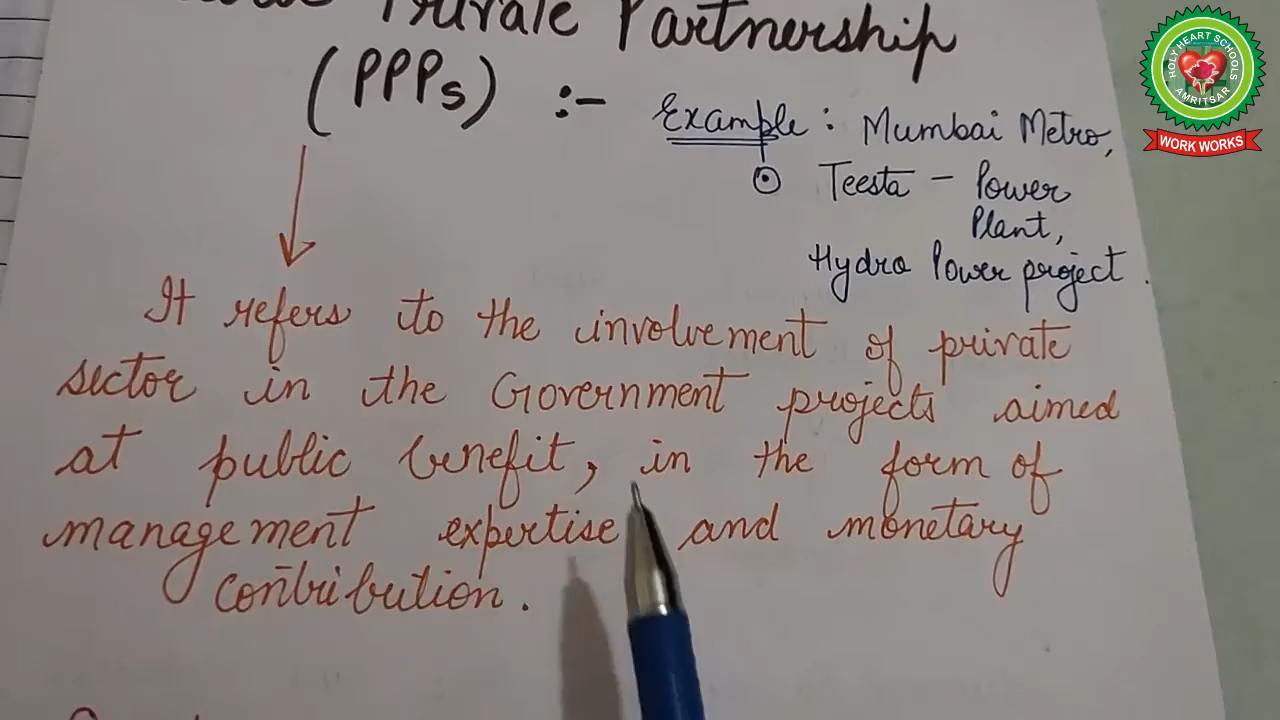 Private Partnership
(PPPs) :-
Example : Mumbai Metro,
Teesta - Power
Plant,
Hydro Power project.
It refers to the involvement of private
sector in the Government projects aimed
at public benefit, in the form of
management expertise and monetary
contribution.
HOLY HEART SCHOOLS
AMRITSAR
WORK WORKS